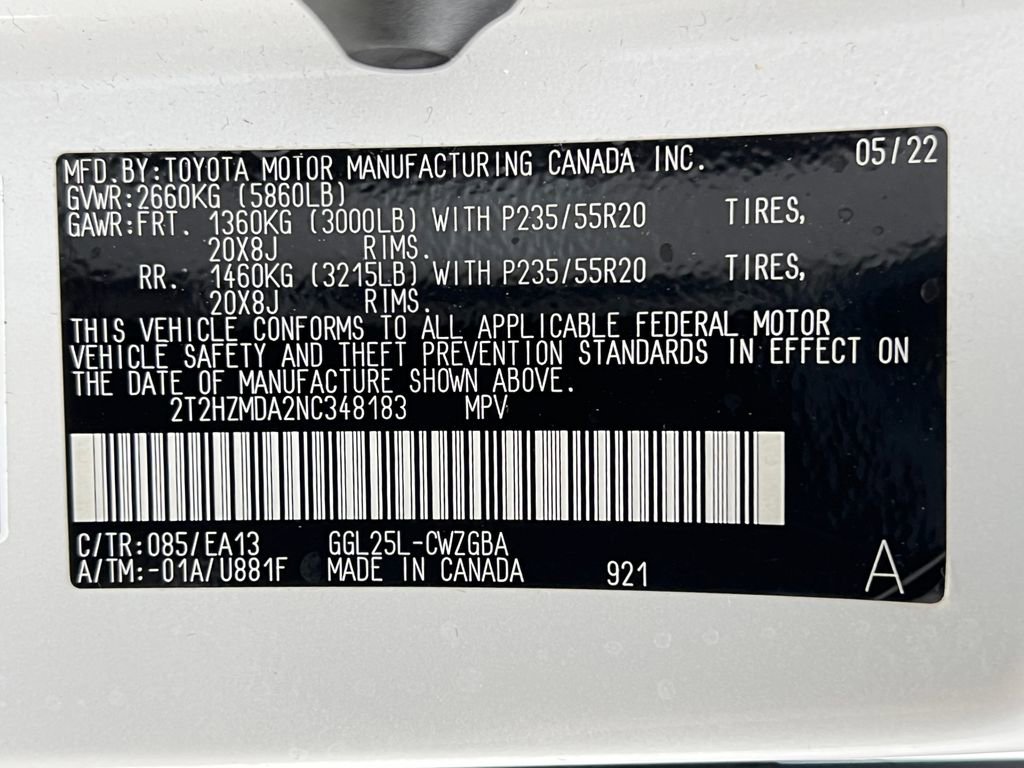 MFD.BY:TOYOTA MOTOR MANUFACTURING CANADA INC. 05/22
GVWR:2660KG (5860LB)
GAWR:FRT. 1360KG (3000LB) WITH P235/55R20 TIRES,
20X8J RIMS.
RR. 1460KG (3215LB) WITH P235/55R20 TIRES,
20X8J RIMS.
THIS VEHICLE CONFORMS TO ALL APPLICABLE FEDERAL MOTOR
VEHICLE SAFETY AND THEFT PREVENTION STANDARDS IN EFFECT ON
THE DATE OF MANUFACTURE SHOWN ABOVE.
2T2HZMDA2NC348183 MPV
C/TR:085/EA13 GGL25L-CWZGBA
A/TM:-01A/U881F MADE IN CANADA 921 A